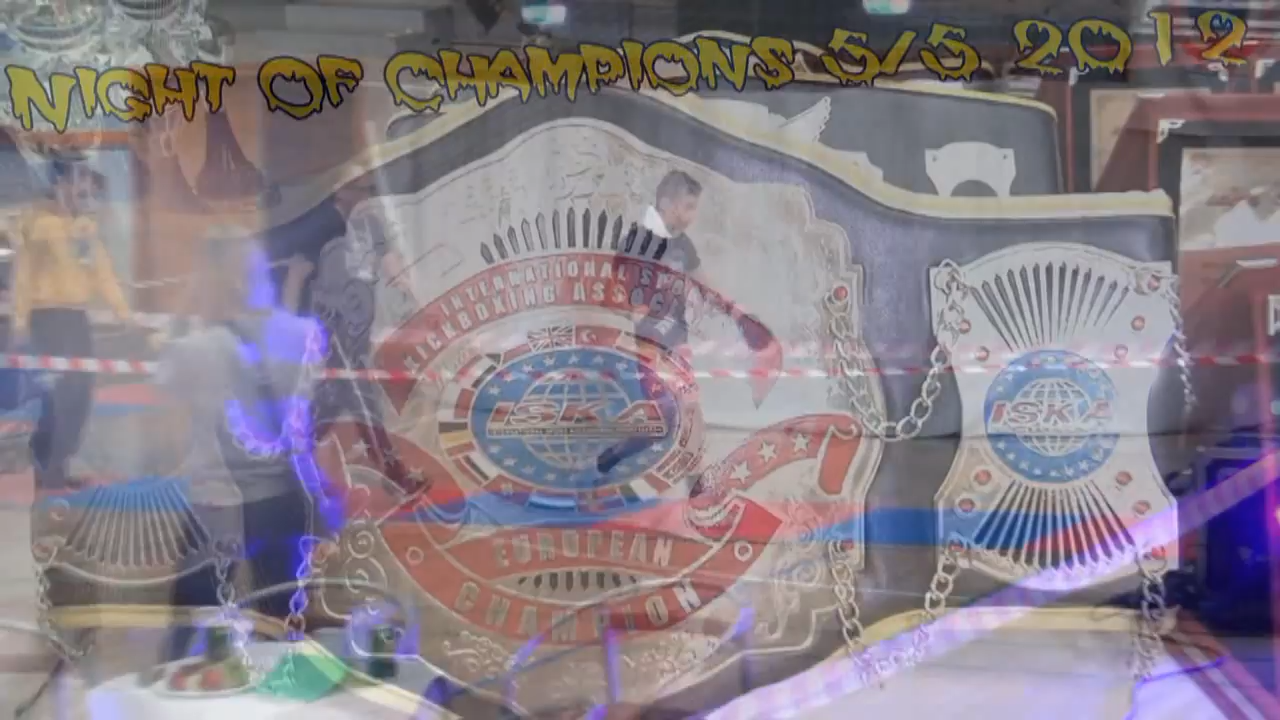 NIGHT OF CHAMPIONS 5/5 2012
INTERNATIONAL SPORT
KICKBOXING ASSOC
ISKA
ISKA
EUROPEAN
CHAMPION